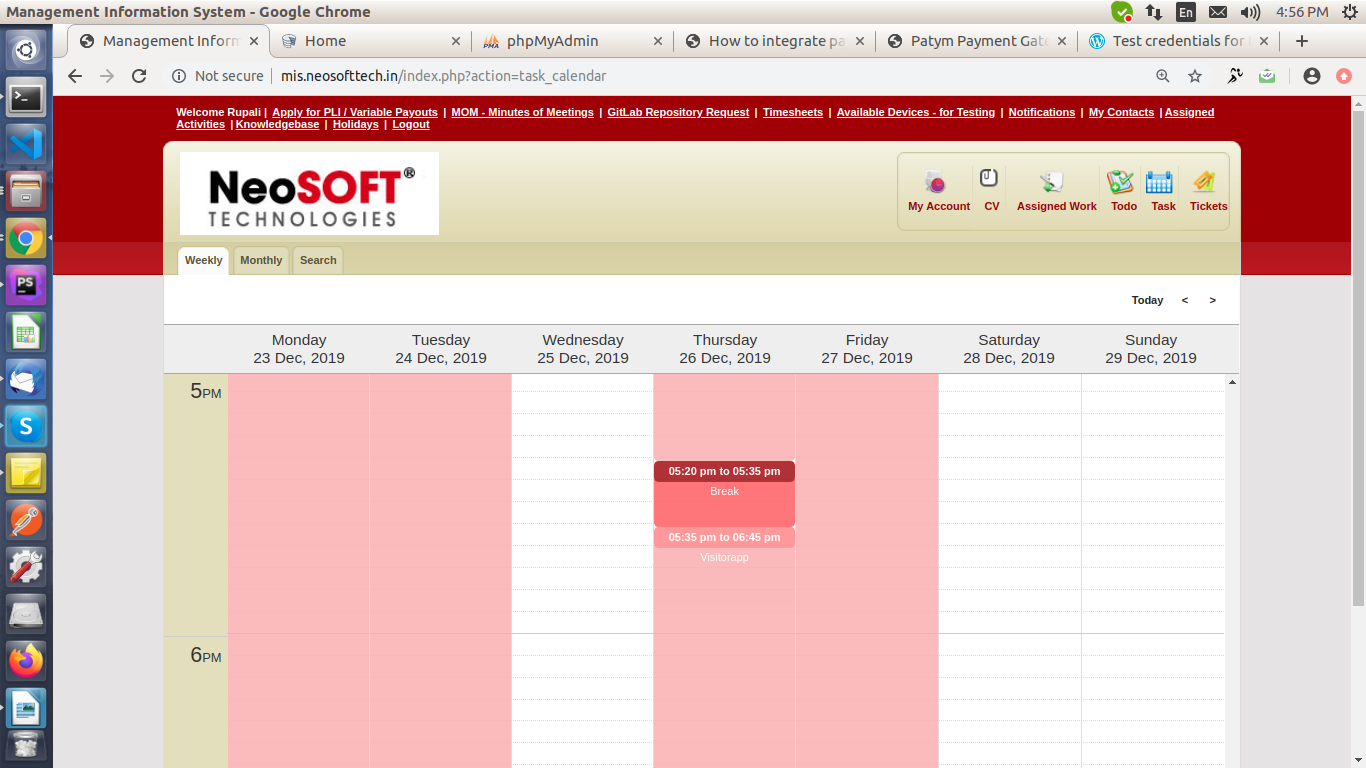 Management Information System - Google Chrome
En
4:56 PM
Management Inform
Home
phpMyAdmin
How to integrate pa
Patym Payment Gate
Test credentials for
Not secure
mis.neosofttech.in/index.php?action=task_calendar
Welcome Rupali | Apply for PLI / Variable Payouts | MOM - Minutes of Meetings | GitLab Repository Request | Timesheets | Available Devices - for Testing | Notifications | My Contacts | Assigned
Activities | Knowledgebase | Holidays | Logout
NeoSOFT®
TECHNOLOGIES
My Account
CV
Assigned Work
Todo
Task
Tickets
Weekly
Monthly
Search
Today < >
Monday
23 Dec, 2019
Tuesday
24 Dec, 2019
Wednesday
25 Dec, 2019
Thursday
26 Dec, 2019
Friday
27 Dec, 2019
Saturday
28 Dec, 2019
Sunday
29 Dec, 2019
5PM
05:20 pm to 05:35 pm
Break
05:35 pm to 06:45 pm
Visitorapp
6PM
PS
S
PMA